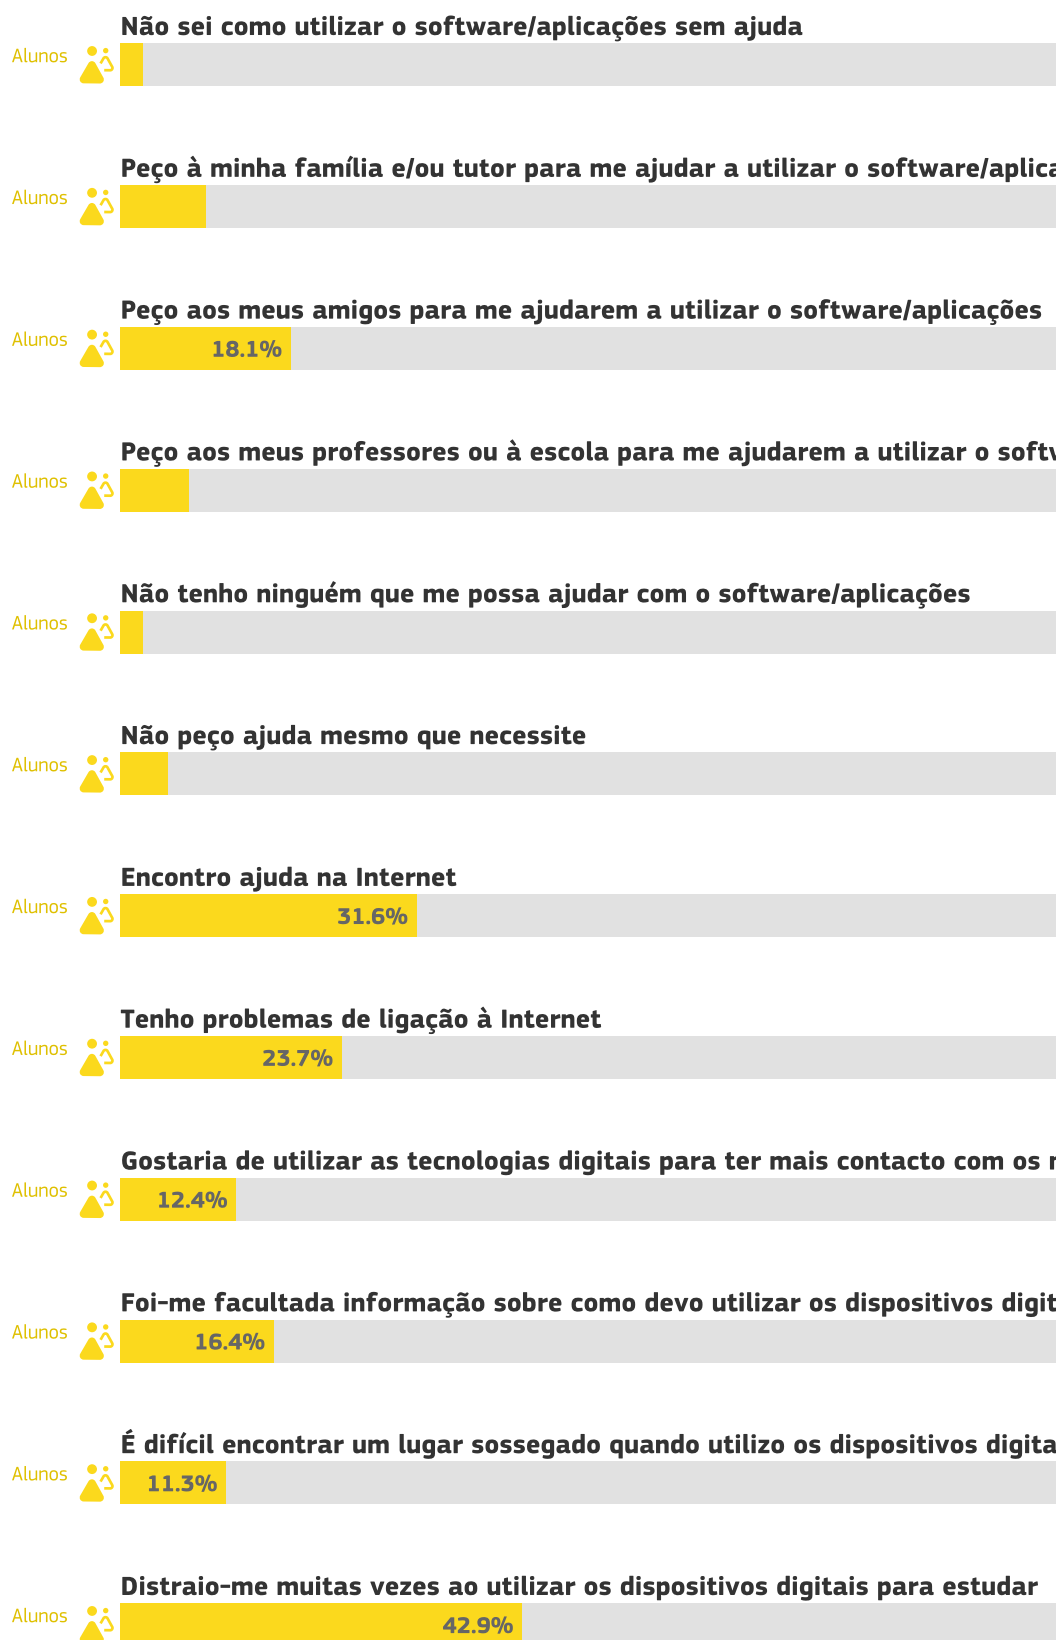 Não sei como utilizar o software/aplicações sem ajuda
Alunos
Peço à minha família e/ou tutor para me ajudar a utilizar o
Alunos
Peço aos meus amigos para me ajudarem a utilizar o software/aplicações
Alunos
18.1%
Peço aos meus professores ou à escola para me ajudarem a utilizar o
Alunos
Não tenho ninguém que me possa ajudar com o software/aplicações
Alunos
Não peço ajuda mesmo que necessite
Alunos
Encontro ajuda na Internet
Alunos
31.6%
Tenho problemas de ligação à Internet
Alunos
23.7%
Gostaria de utilizar as tecnologias digitais para ter mais contacto com os
Alunos
12.4%
Foi-me facultada informação sobre como devo utilizar os dispositivos
Alunos
16.4%
É difícil encontrar um lugar sossegado quando utilizo os dispositivos
Alunos
11.3%
Distraio-me muitas vezes ao utilizar os dispositivos digitais para estudar
Alunos
42.9%